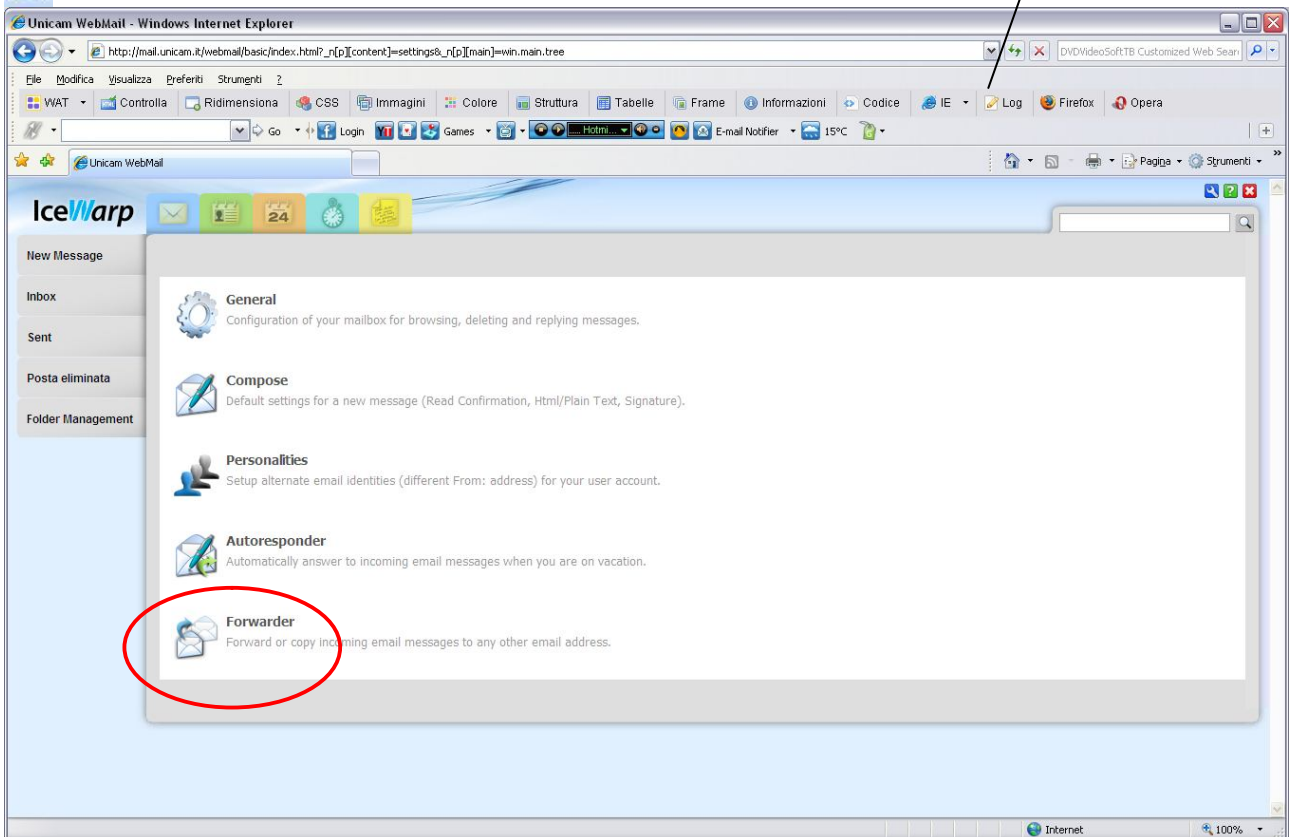 Unicam WebMail - Windows Internet Explorer
http://mail.unicam.it/webmail/basic/index.html?_n[p][content]=settings&_n[p][main]=win.main.tree
DVDVideoSoftTB Customized Web Sear
File Modifica Visualizza Preferiti Strumenti ?
WAT Controlla Ridimensiona CSS Immagini Colore Struttura Tabelle Frame Informazioni Codice IE Log Firefox Opera
Go Login Games Hotmi... E-mail Notifier 15°C
Unicam WebMail
Pagina Strumenti
IceWarp
24
New Message
Inbox
Sent
Posta eliminata
Folder Management
General
Configuration of your mailbox for browsing, deleting and replying messages.
Compose
Default settings for a new message (Read Confirmation, Html/Plain Text, Signature).
Personalities
Setup alternate email identities (different From: address) for your user account.
Autoresponder
Automatically answer to incoming email messages when you are on vacation.
Forwarder
Forward or copy incoming email messages to any other email address.
Internet
100%